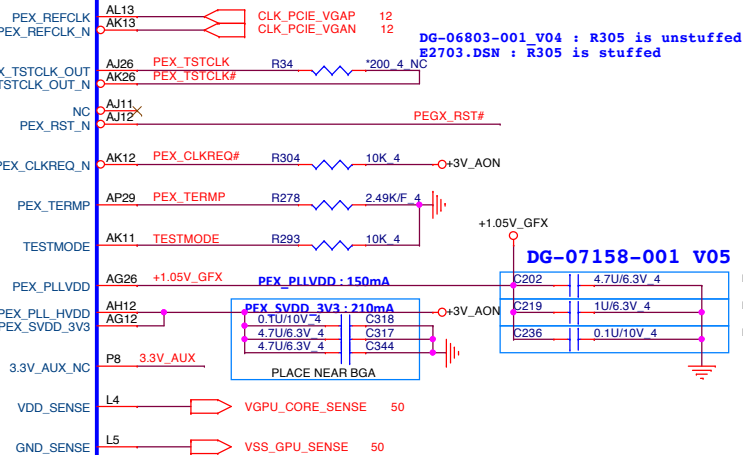 PEX_REFCLK AL13 CLK_PCIE_VGAP 12
PEX_REFCLK_N AK13 CLK_PCIE_VGAN 12
DG-06803-001_V04 : R305 is unstuffed
E2703.DSN : R305 is stuffed
X_TSTCLK_OUT AJ26 PEX_TSTCLK R34 *200_4_NC
TSTCLK_OUT_N AK26 PEX_TSTCLK#
NC AJ11
PEX_RST_N AJ12 PEGX_RST#
PEX_CLKREQ_N AK12 PEX_CLKREQ# R304 10K_4 +3V_AON
PEX_TERMP AP29 PEX_TERMP R278 2.49K/F_4
+1.05V_GFX
TESTMODE AK11 TESTMODE R293 10K_4
DG-07158-001 V05
PEX_PLLVDD AG26 +1.05V_GFX PEX_PLLVDD : 150mA C202 4.7U/6.3V_4
PEX_PLL_HVDD AH12 PEX_SVDD_3V3 : 210mA +3V_AON C219 1U/6.3V_4
PEX_SVDD_3V3 AG12 0.1U/10V_4 C318
4.7U/6.3V_4 C317 C236 0.1U/10V_4
4.7U/6.3V_4 C344
3.3V_AUX_NC P8 3.3V_AUX PLACE NEAR BGA
VDD_SENSE L4 VGPU_CORE_SENSE 50
GND_SENSE L5 VSS_GPU_SENSE 50